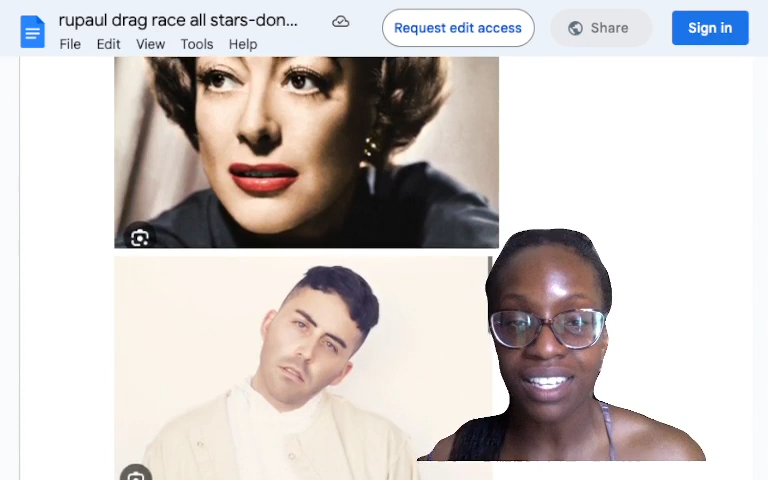 rupaul drag race all stars-don...
Request edit access
Share
Sign in
File Edit View Tools Help